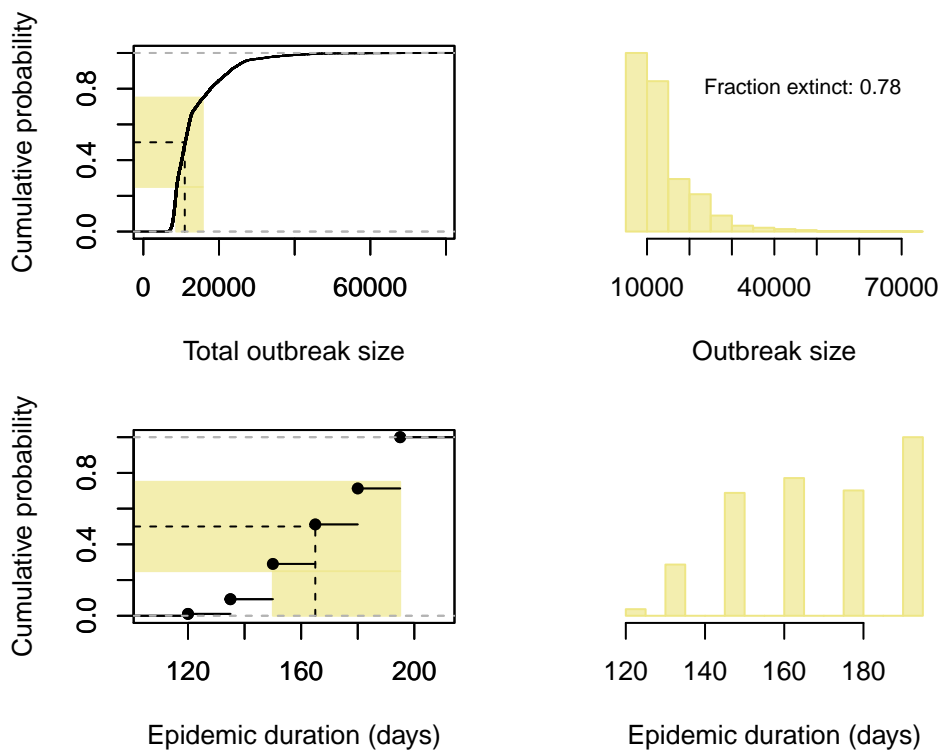 Cumulative probability
0.0 0.4 0.8
0 20000 60000
Total outbreak size
Fraction extinct: 0.78
10000 40000 70000
Outbreak size
Cumulative probability
0.0 0.4 0.8
120 160 200
Epidemic duration (days)
120 140 160 180
Epidemic duration (days)